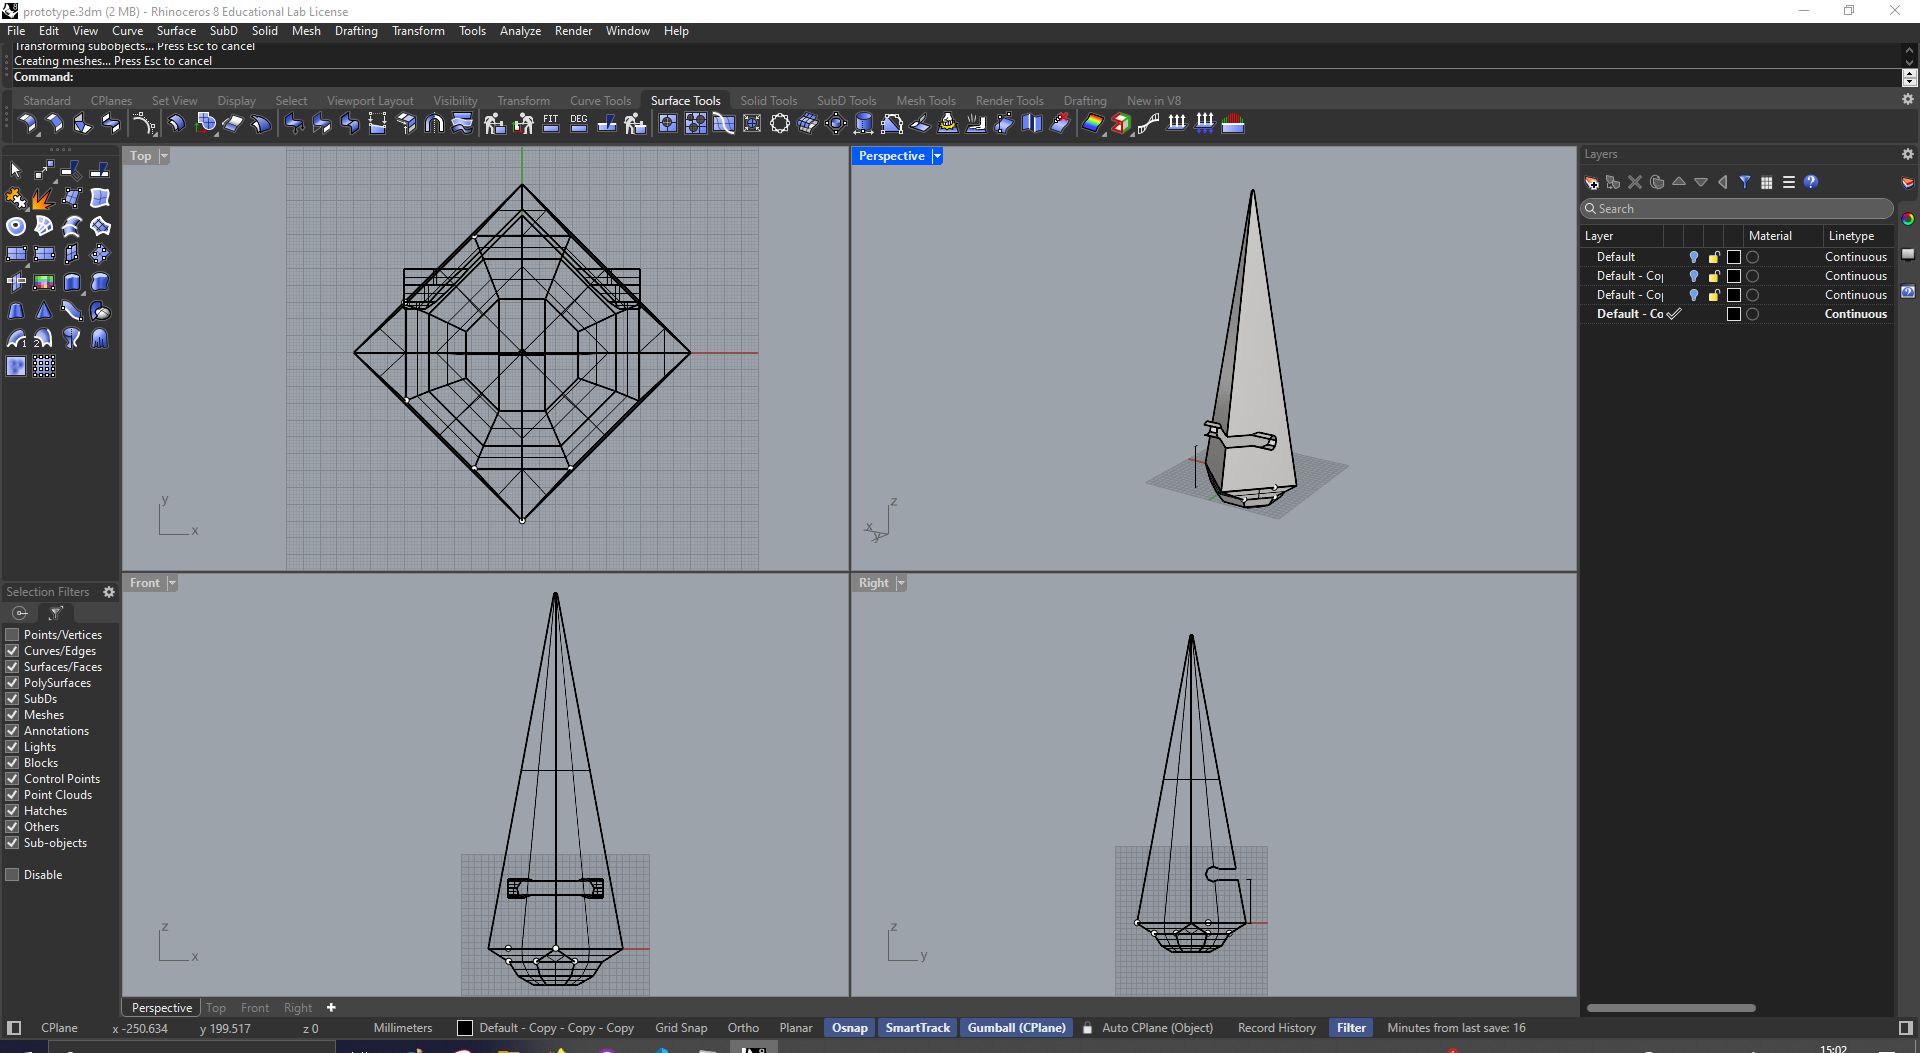 prototype.3dm (2 MB) - Rhinoceros 8 Educational Lab License
File Edit View Curve Surface SubD Solid Mesh Drafting Transform Tools Analyze Render Window Help
Transforming subobjects... Press Esc to cancel
Creating meshes... Press Esc to cancel
Command:
Standard CPlanes Set View Display Select Viewport Layout Visibility Transform Curve Tools Surface Tools Solid Tools SubD Tools Mesh Tools Render Tools Drafting New in V8
FIT DEG
Top
Perspective
Layers
Search
Layer Material Linetype
Default Continuous
Default - Co Continuous
Default - Co Continuous
Default - Co Continuous
y
x
z
x
y
Front
Right
Selection Filters
Points/Vertices
Curves/Edges
Surfaces/Faces
PolySurfaces
SubDs
Meshes
Annotations
Lights
Blocks
Control Points
Point Clouds
Hatches
Others
Sub-objects
Disable
z
x
z
y
Perspective Top Front Right
CPlane x -250.634 y 199.517 z 0 Millimeters Default - Copy - Copy - Copy Grid Snap Ortho Planar Osnap SmartTrack Gumball (CPlane) Auto CPlane (Object) Record History Filter Minutes from last save: 16
15:02